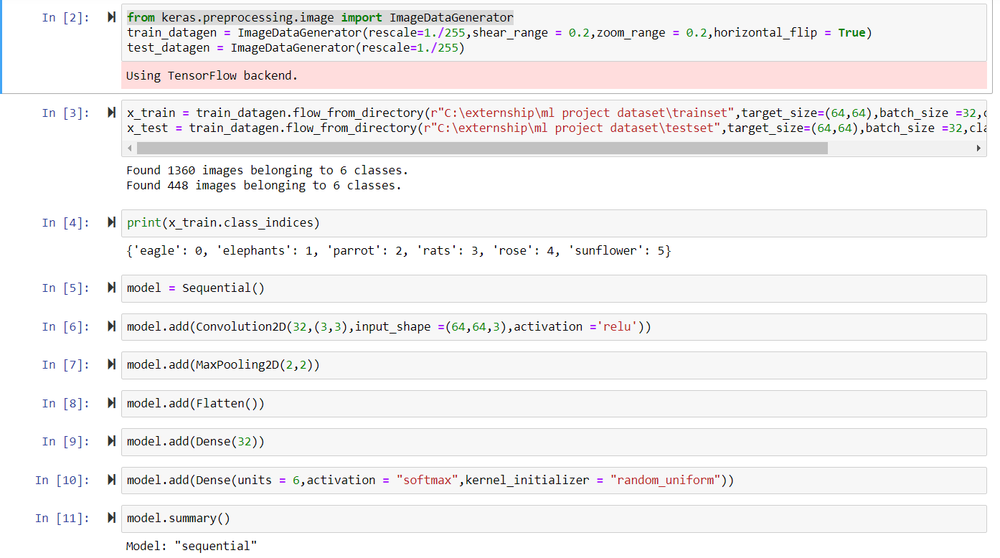 In [2]:
from keras.preprocessing.image import ImageDataGenerator
train_datagen = ImageDataGenerator(rescale=1./255,shear_range = 0.2,zoom_range = 0.2,horizontal_flip = True)
test_datagen = ImageDataGenerator(rescale=1./255)
Using TensorFlow backend.
In [3]:
x_train = train_datagen.flow_from_directory(r"C:\externship\ml project dataset\trainset",target_size=(64,64),batch_size =32,c
x_test = train_datagen.flow_from_directory(r"C:\externship\ml project dataset\testset",target_size=(64,64),batch_size =32,cla
Found 1360 images belonging to 6 classes.
Found 448 images belonging to 6 classes.
In [4]:
print(x_train.class_indices)
{'eagle': 0, 'elephants': 1, 'parrot': 2, 'rats': 3, 'rose': 4, 'sunflower': 5}
In [5]:
model = Sequential()
In [6]:
model.add(Convolution2D(32,(3,3),input_shape =(64,64,3),activation ='relu'))
In [7]:
model.add(MaxPooling2D(2,2))
In [8]:
model.add(Flatten())
In [9]:
model.add(Dense(32))
In [10]:
model.add(Dense(units = 6,activation = "softmax",kernel_initializer = "random_uniform"))
In [11]:
model.summary()
Model: "sequential"